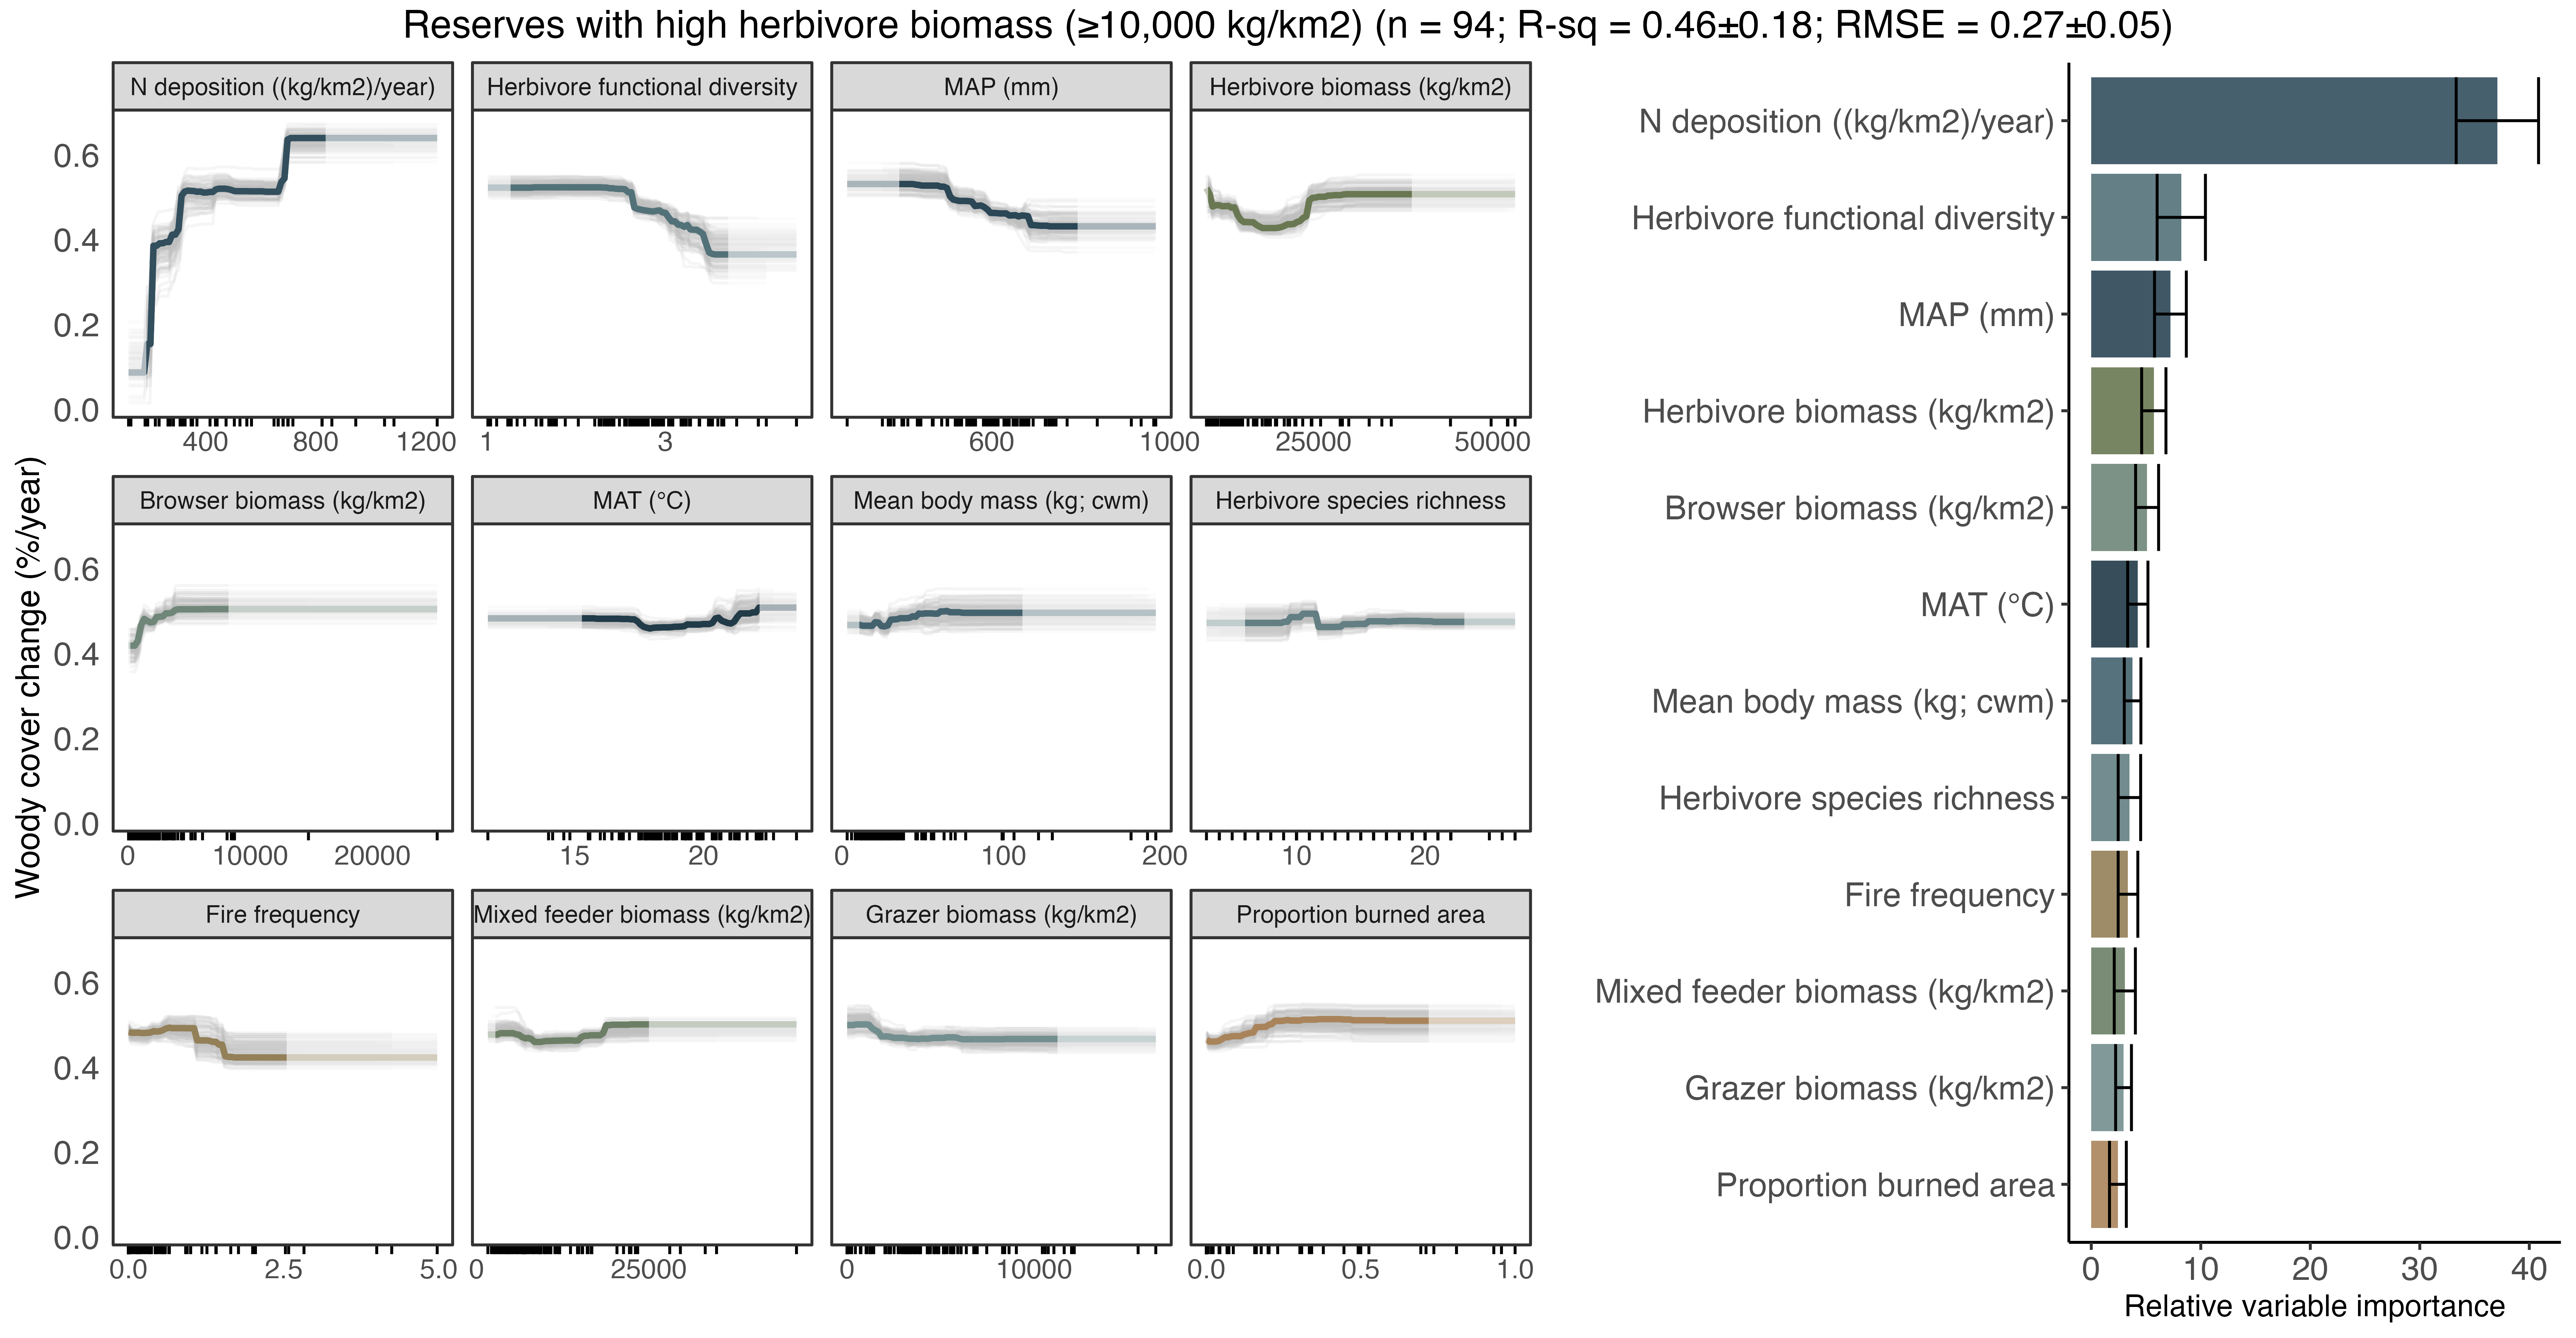 Reserves with high herbivore biomass (≥10,000 kg/km2) (n = 94; R-sq = 0.46±0.18; RMSE = 0.27±0.05)
Woody cover change (%/year)
N deposition ((kg/km2)/year)
Herbivore functional diversity
MAP (mm)
Herbivore biomass (kg/km2)
0.6
0.4
0.2
0.0
400 800 1200
1 3
600 1000
25000 50000
Browser biomass (kg/km2)
MAT (°C)
Mean body mass (kg; cwm)
Herbivore species richness
0.6
0.4
0.2
0.0
0 10000 20000
15 20
0 100 200
10 20
Fire frequency
Mixed feeder biomass (kg/km2)
Grazer biomass (kg/km2)
Proportion burned area
0.6
0.4
0.2
0.0
0.0 2.5 5.0
0 25000
0 10000
0.0 0.5 1.0
N deposition ((kg/km2)/year)
Herbivore functional diversity
MAP (mm)
Herbivore biomass (kg/km2)
Browser biomass (kg/km2)
MAT (°C)
Mean body mass (kg; cwm)
Herbivore species richness
Fire frequency
Mixed feeder biomass (kg/km2)
Grazer biomass (kg/km2)
Proportion burned area
0 10 20 30 40
Relative variable importance